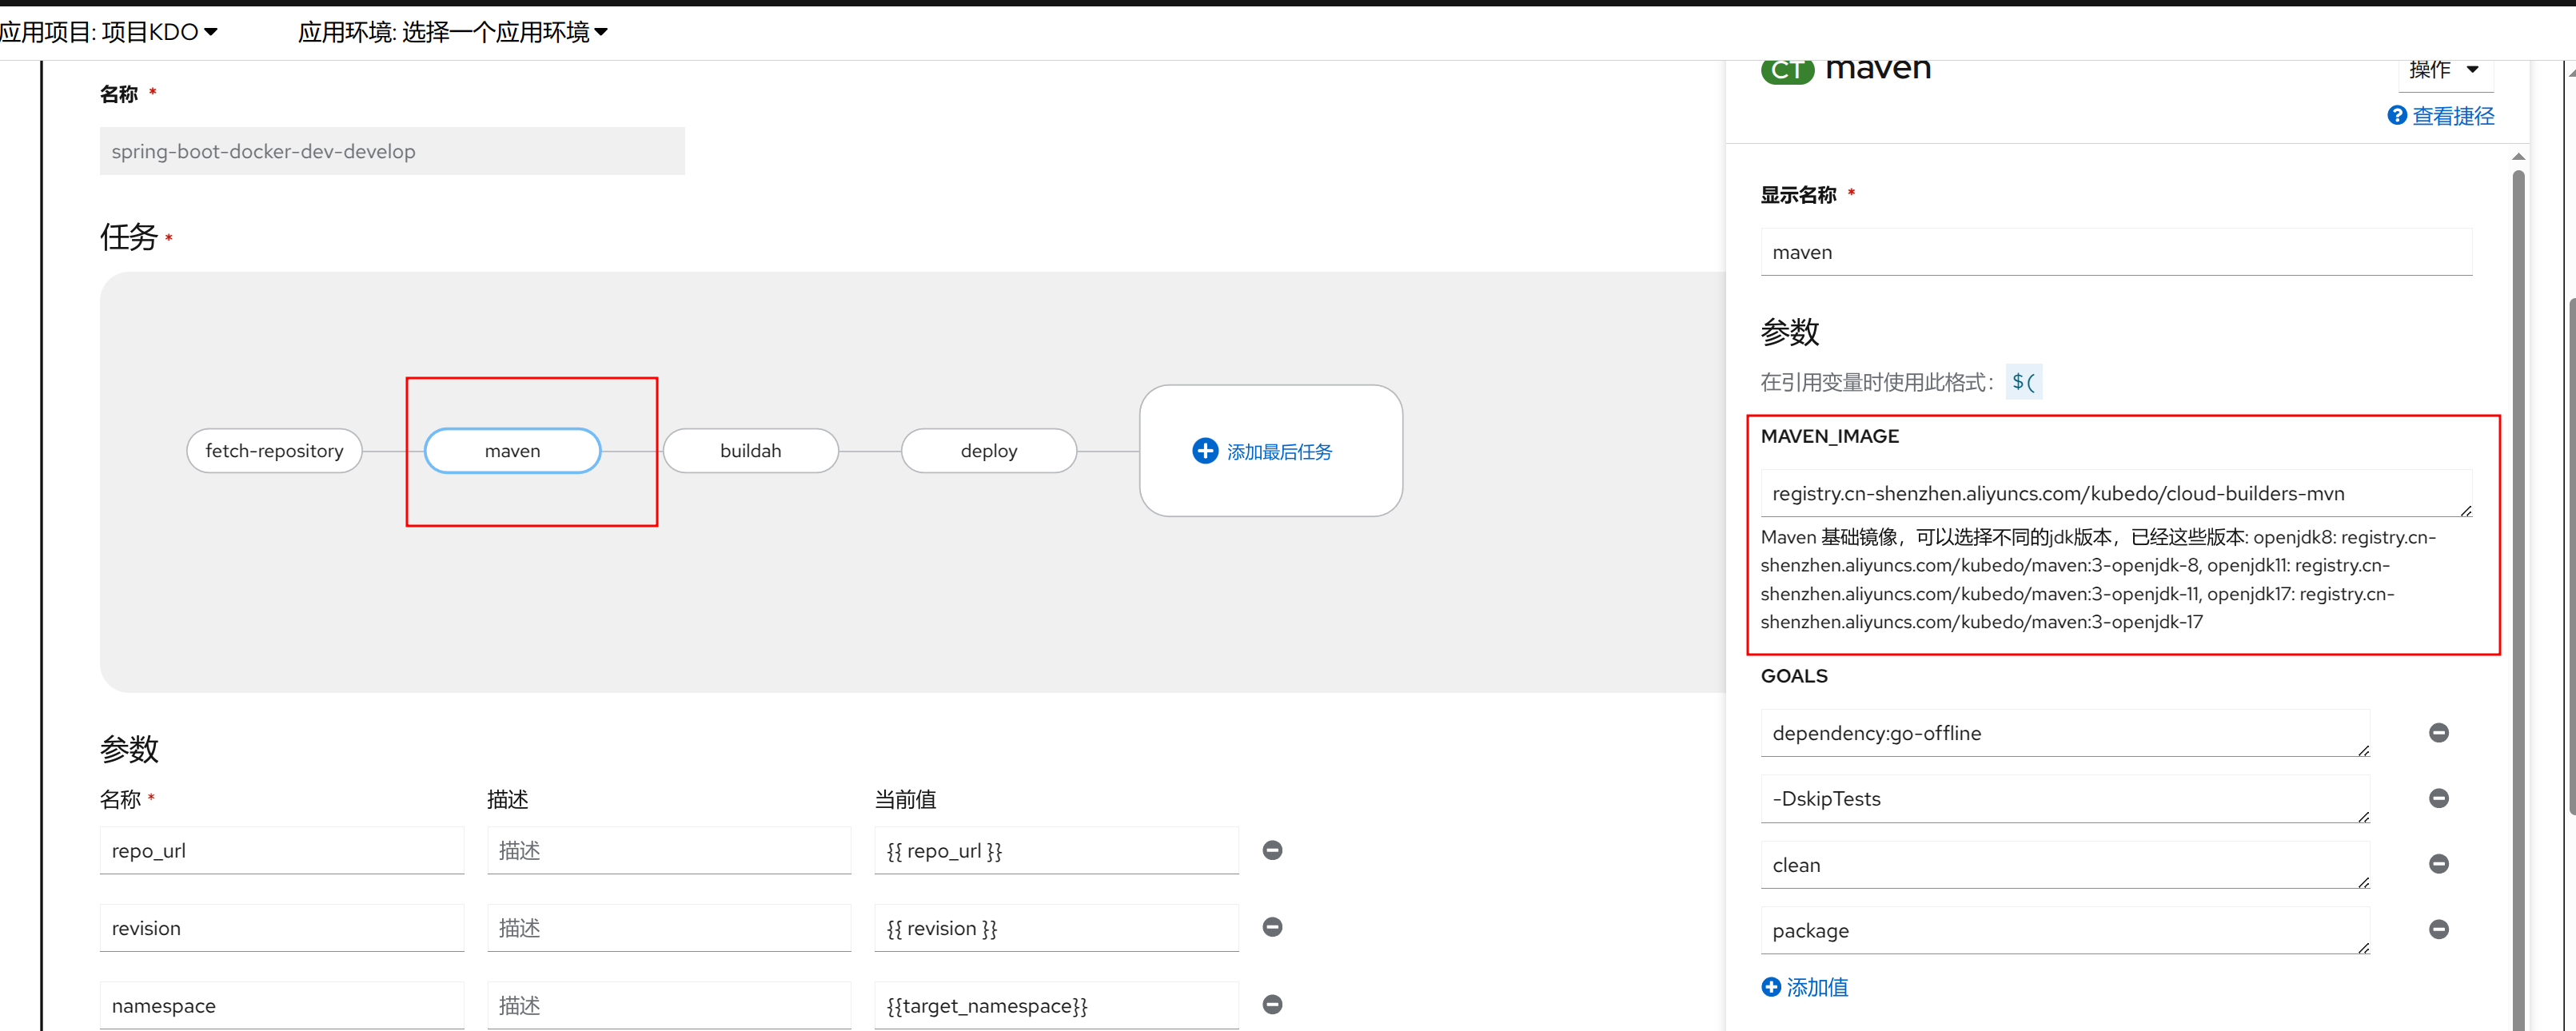 应用项目: 项目KDO
应用环境: 选择一个应用环境
名称 *
spring-boot-docker-dev-develop
任务 *
fetch-repository
maven
buildah
deploy
添加最后任务
参数
名称 *
描述
当前值
repo_url
描述
{{ repo_url }}
revision
描述
{{ revision }}
namespace
描述
{{target_namespace}}
CT maven
操作
查看捷径
显示名称 *
maven
参数
在引用变量时使用此格式: $(
MAVEN_IMAGE
registry.cn-shenzhen.aliyuncs.com/kubedo/cloud-builders-mvn
Maven 基础镜像，可以选择不同的jdk版本，已经这些版本: openjdk8: registry.cn-
shenzhen.aliyuncs.com/kubedo/maven:3-openjdk-8, openjdk11: registry.cn-
shenzhen.aliyuncs.com/kubedo/maven:3-openjdk-11, openjdk17: registry.cn-
shenzhen.aliyuncs.com/kubedo/maven:3-openjdk-17
GOALS
dependency:go-offline
-DskipTests
clean
package
添加值